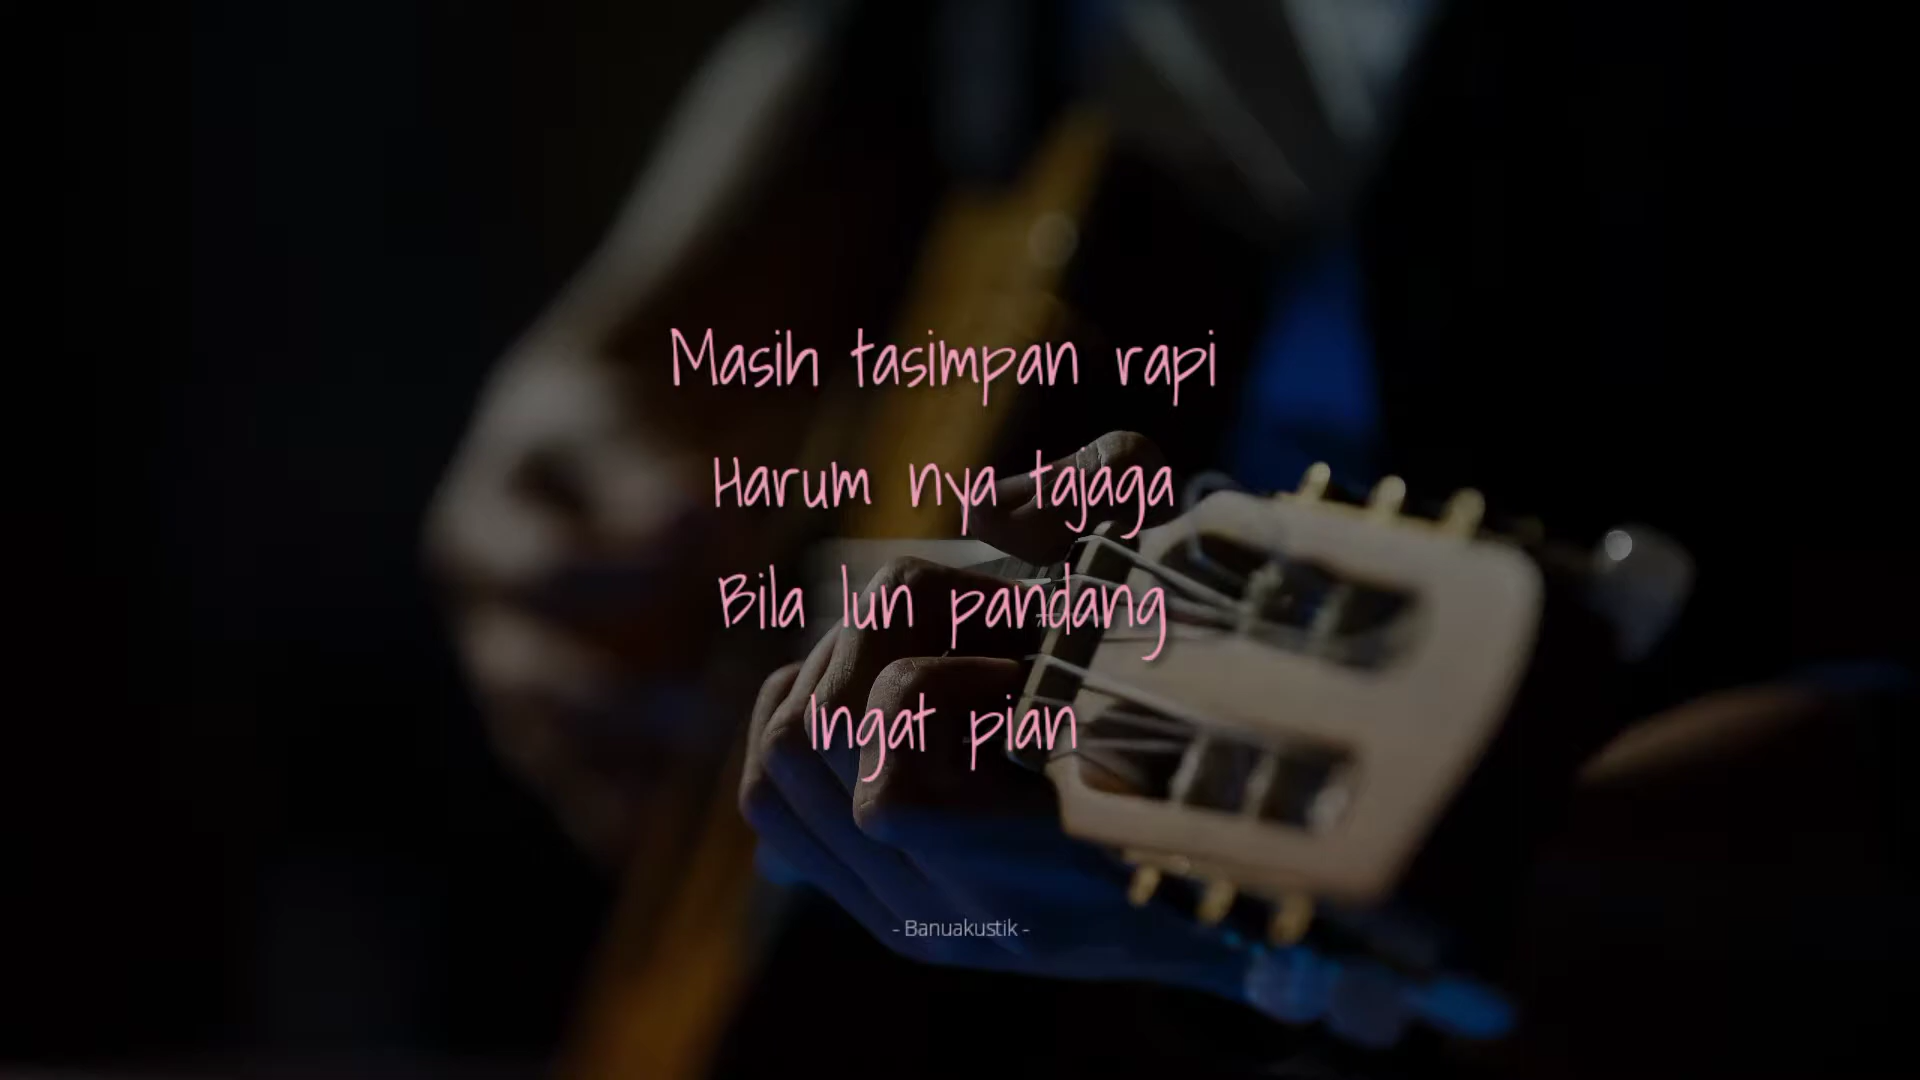 Masih tasimpan rapi
Harum nya tajaga
Bila lun pandang
Ingat pian
- Banuakustik -